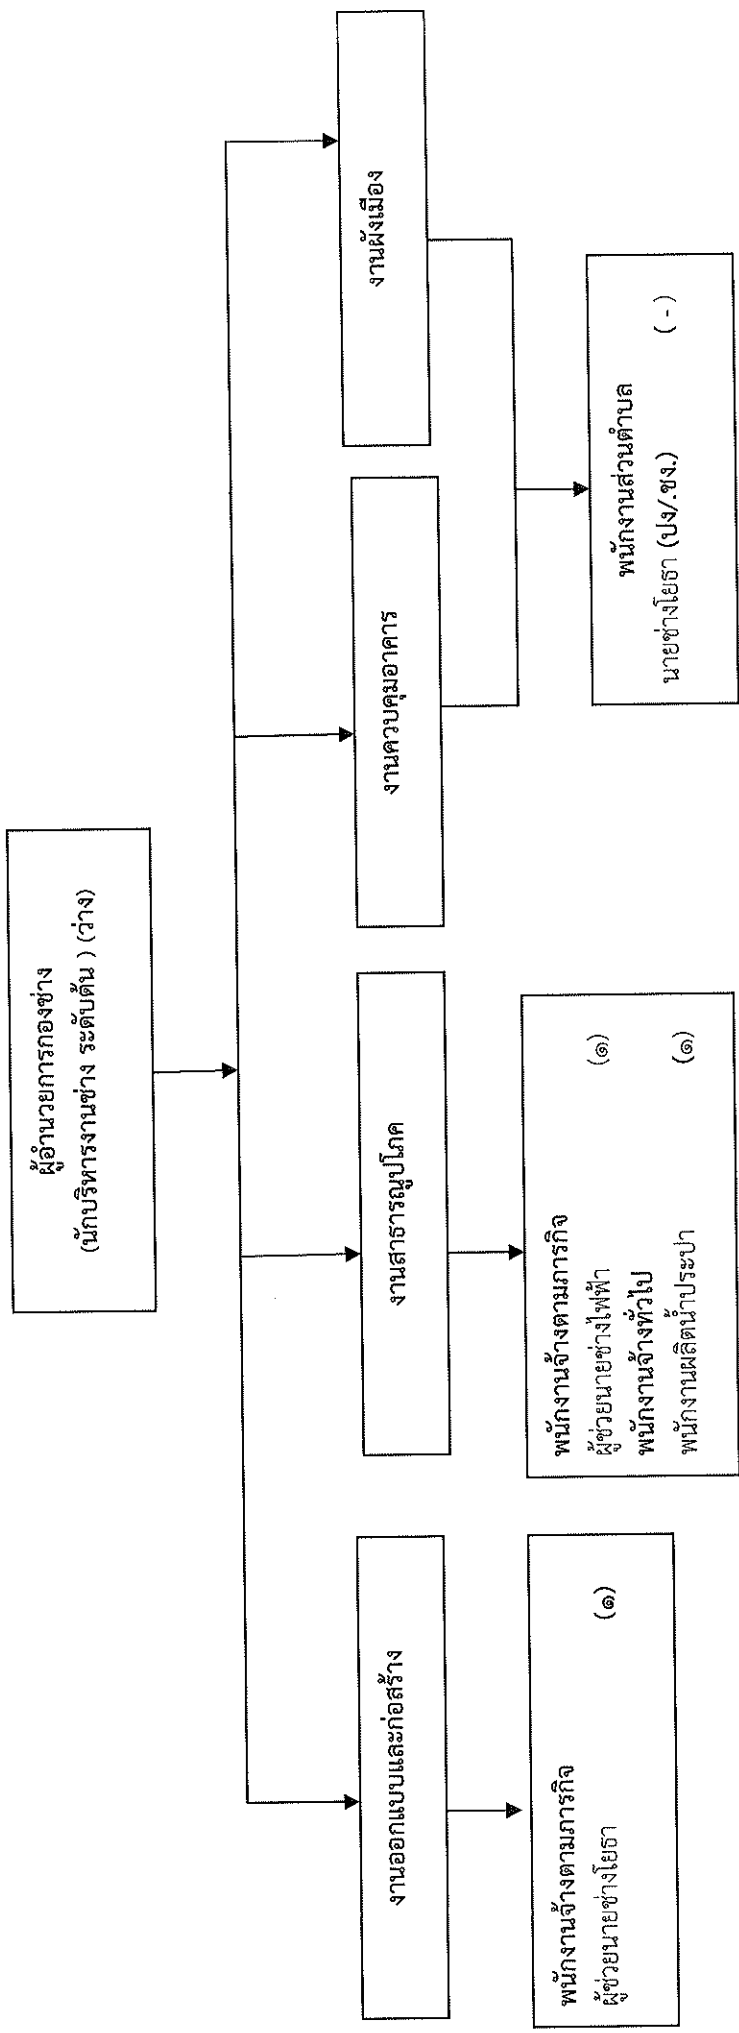 ผู้อำนวยการกองช่าง
(นักบริหารงานช่าง ระดับต้น ) (ว่าง)
งานออกแบบและก่อสร้าง
งานสาธารณูปโภค
งานควบคุมอาคาร
งานผังเมือง
พนักงานจ้างตามภารกิจ
ผู้ช่วยนายช่างโยธา (๑)
พนักงานจ้างตามภารกิจ
ผู้ช่วยนายช่างไฟฟ้า (๑)
พนักงานจ้างทั่วไป
พนักงานผลิตน้ำประปา (๑)
พนักงานส่วนตำบล
นายช่างโยธา (ปง/.ชง.) ( - )